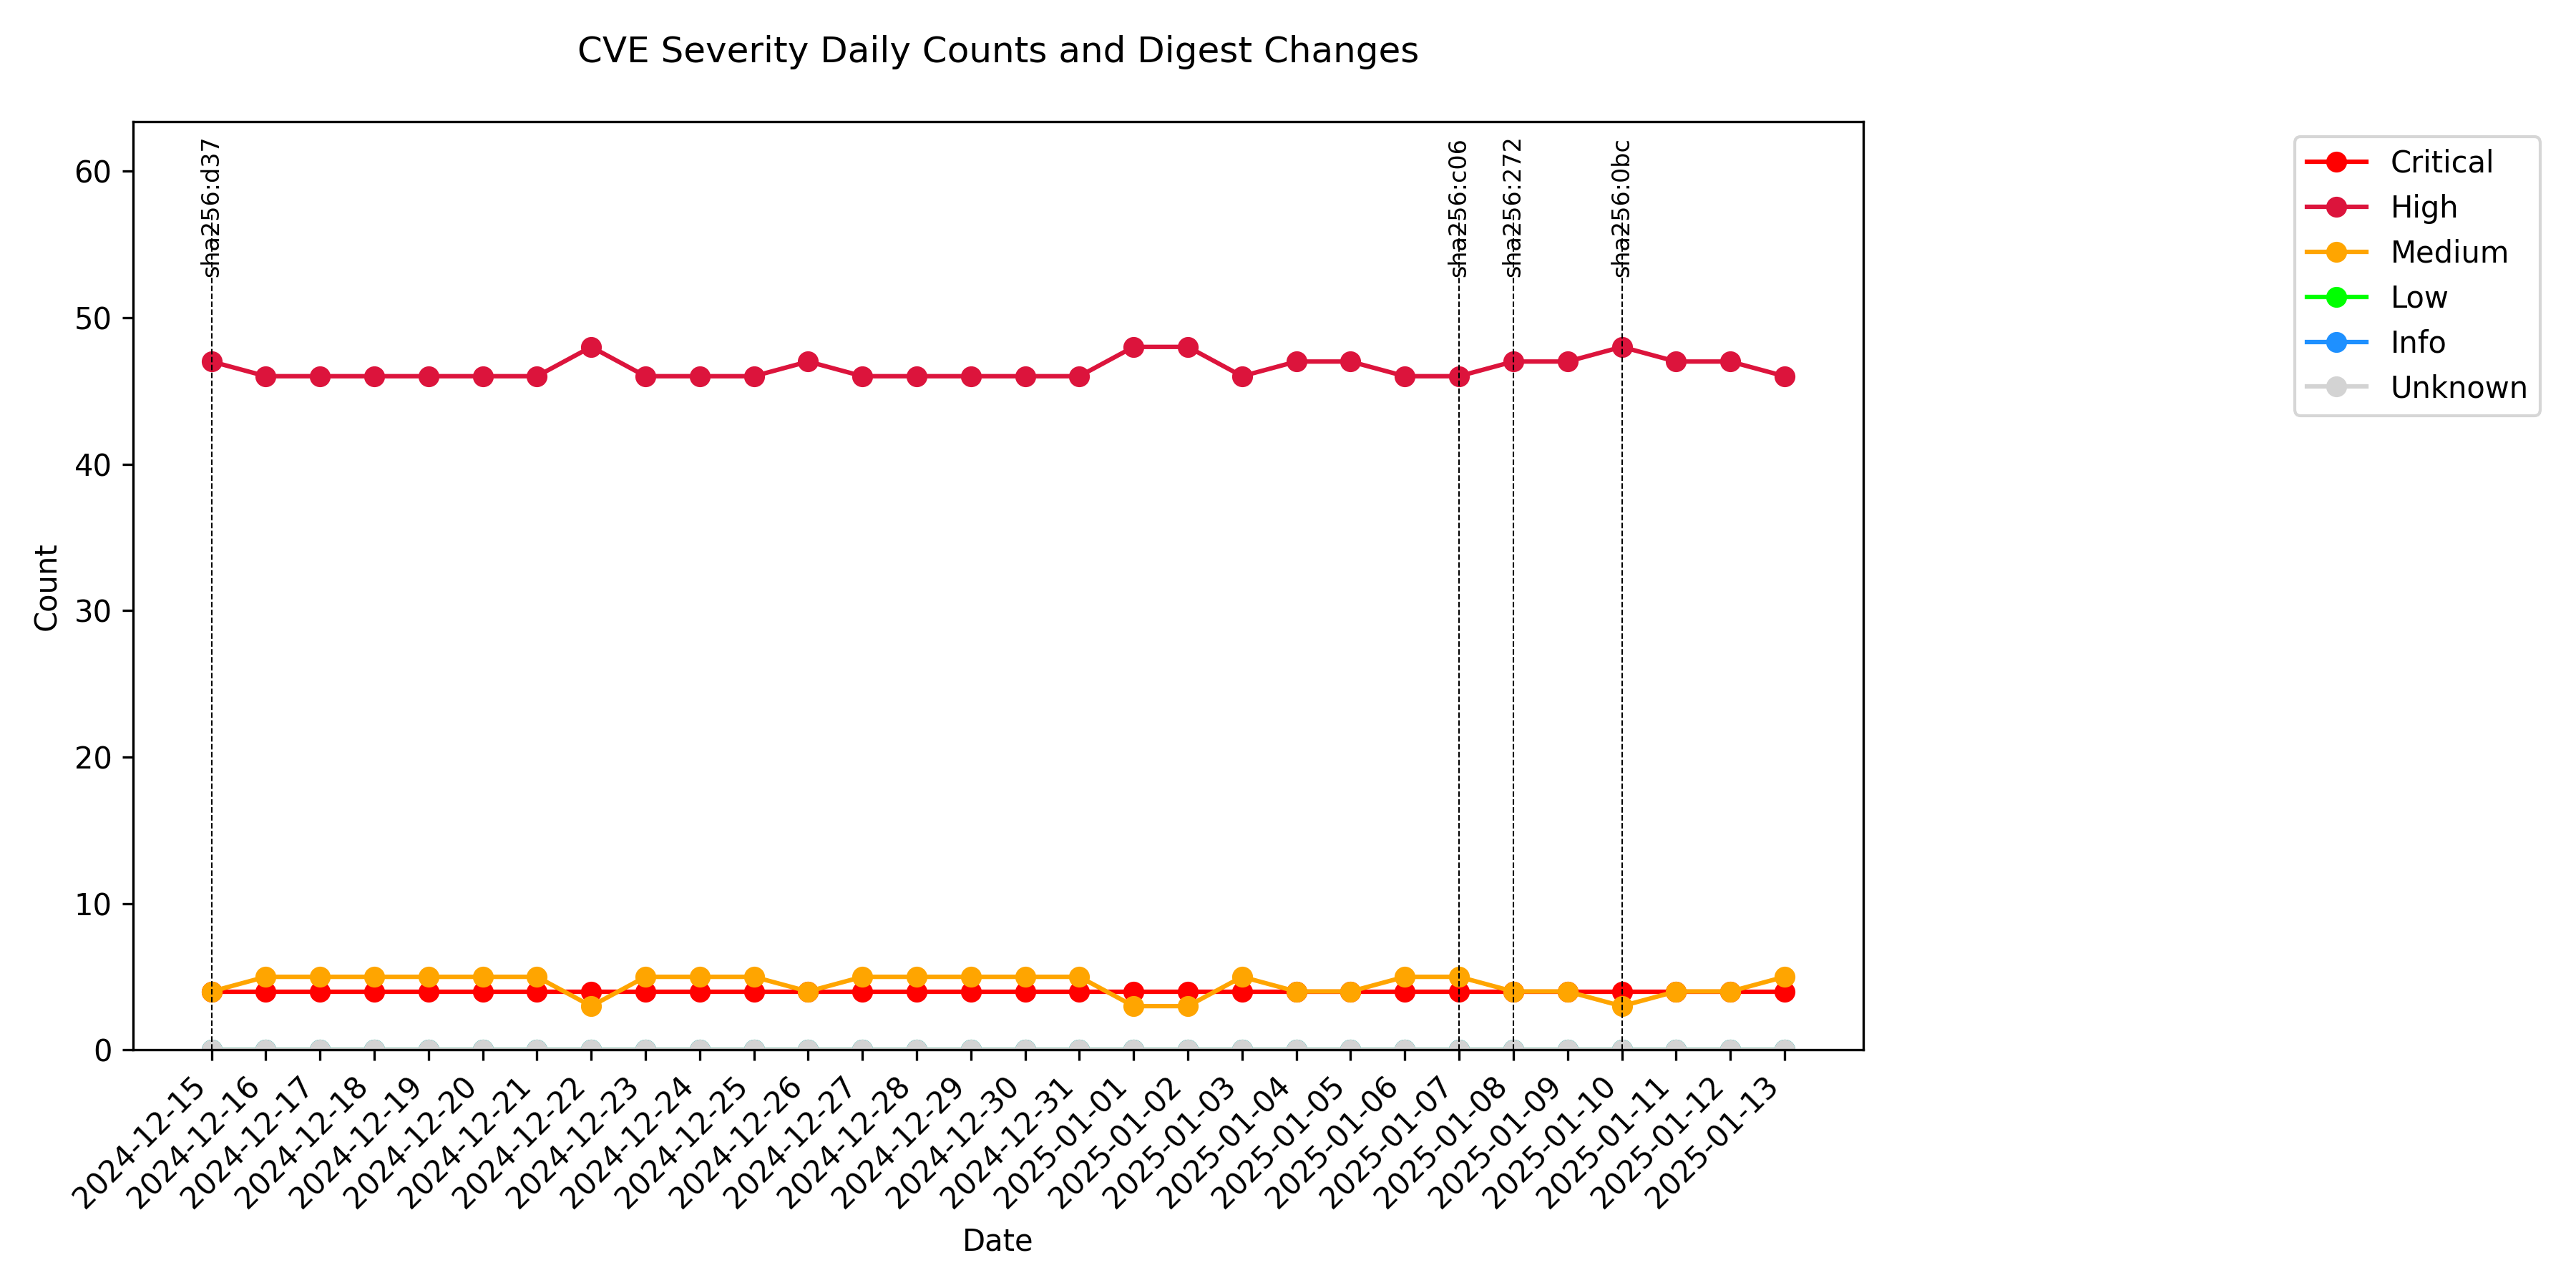 CVE Severity Daily Counts and Digest Changes
sha256:d37
sha256:c06
sha256:272
sha256:0bc
Critical
High
Medium
Low
Info
Unknown
Count
60
50
40
30
20
10
0
2024-12-15
2024-12-16
2024-12-17
2024-12-18
2024-12-19
2024-12-20
2024-12-21
2024-12-22
2024-12-23
2024-12-24
2024-12-25
2024-12-26
2024-12-27
2024-12-28
2024-12-29
2024-12-30
2024-12-31
2025-01-01
2025-01-02
2025-01-03
2025-01-04
2025-01-05
2025-01-06
2025-01-07
2025-01-08
2025-01-09
2025-01-10
2025-01-11
2025-01-12
2025-01-13
Date